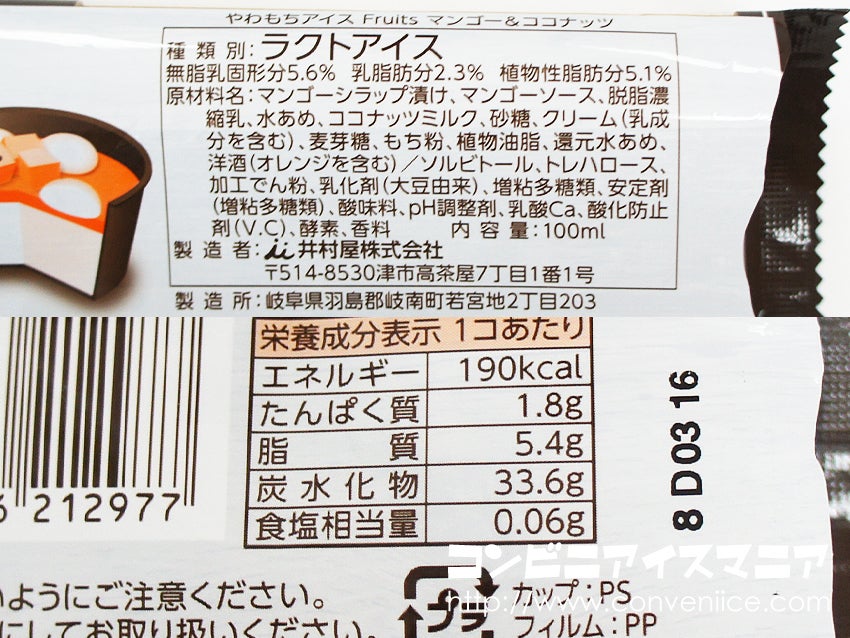 やわもちアイス Fruits マンゴー&ココナッツ
種類別:ラクトアイス
無脂乳固形分5.6% 乳脂肪分2.3% 植物性脂肪分5.1%
原材料名:マンゴーシラップ漬け、マンゴーソース、脱脂濃
縮乳、水あめ、ココナッツミルク、砂糖、クリーム(乳成
分を含む)、麦芽糖、もち粉、植物油脂、還元水あめ、
洋酒(オレンジを含む)/ソルビトール、トレハロース、
加工でん粉、乳化剤(大豆由来)、増粘多糖類、安定剤
(増粘多糖類)、酸味料、pH調整剤、乳酸Ca、酸化防止
剤(V.C)、酵素、香料 内容量:100ml
製造者:井村屋株式会社
〒514-8530津市高茶屋7丁目1番1号
製造所:岐阜県羽島郡岐南町若宮地2丁目203
栄養成分表示 1コあたり
エネルギー 190kcal
たんぱく質 1.8g
脂質 5.4g
炭水化物 33.6g
食塩相当量 0.06g
8 D03 16
212977
いようにご注意ください。
にしてお取り扱いください。
プラ
カップ:PS
フィルム:PP
コンビニアイスマニア
http://www.conveniice.com/